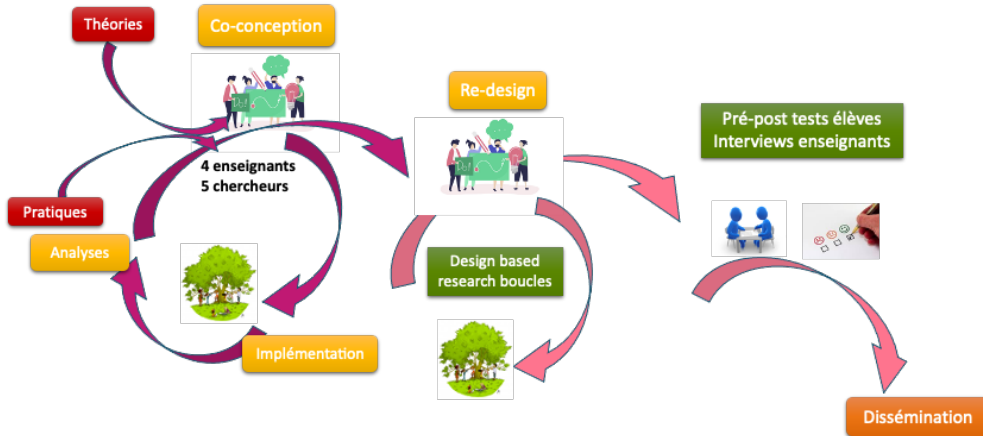 Théories
Co-conception
Re-design
Pré-post tests élèves
Interviews enseignants
4 enseignants
5 chercheurs
Pratiques
Analyses
Design based
research boucles
Implémentation
Dissémination